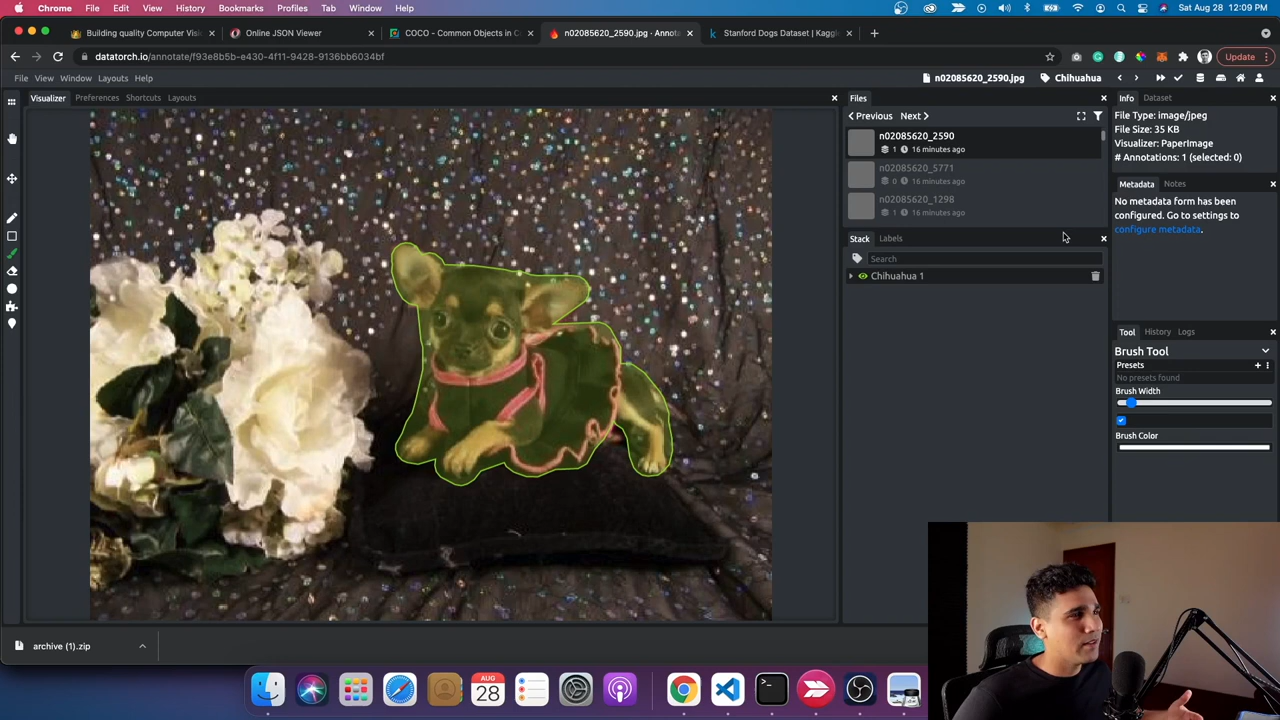 Chrome File Edit View History Bookmarks Profiles Tab Window Help Sat Aug 28 12:09 PM
Building quality Computer Visi
Online JSON Viewer
COCO - Common Objects in C
n02085620_2590.jpg · Annota
Stanford Dogs Dataset | Kaggle
datatorch.io/annotate/f93e8b5b-e430-4f11-9428-9136bb6034bf
Update
File View Window Layouts Help
n02085620_2590.jpg Chihuahua
Visualizer Preferences Shortcuts Layouts
Files
Previous Next
n02085620_2590
1 16 minutes ago
n02085620_5771
0 16 minutes ago
n02085620_1298
1 16 minutes ago
Stack Labels
Search
Chihuahua 1
Info Dataset
File Type: image/jpeg
File Size: 35 KB
Visualizer: PaperImage
# Annotations: 1 (selected: 0)
Metadata Notes
No metadata form has been
configured. Go to settings to
configure metadata.
Tool History Logs
Brush Tool
Presets
No presets found
Brush Width
Brush Color
archive (1).zip
AUG
28